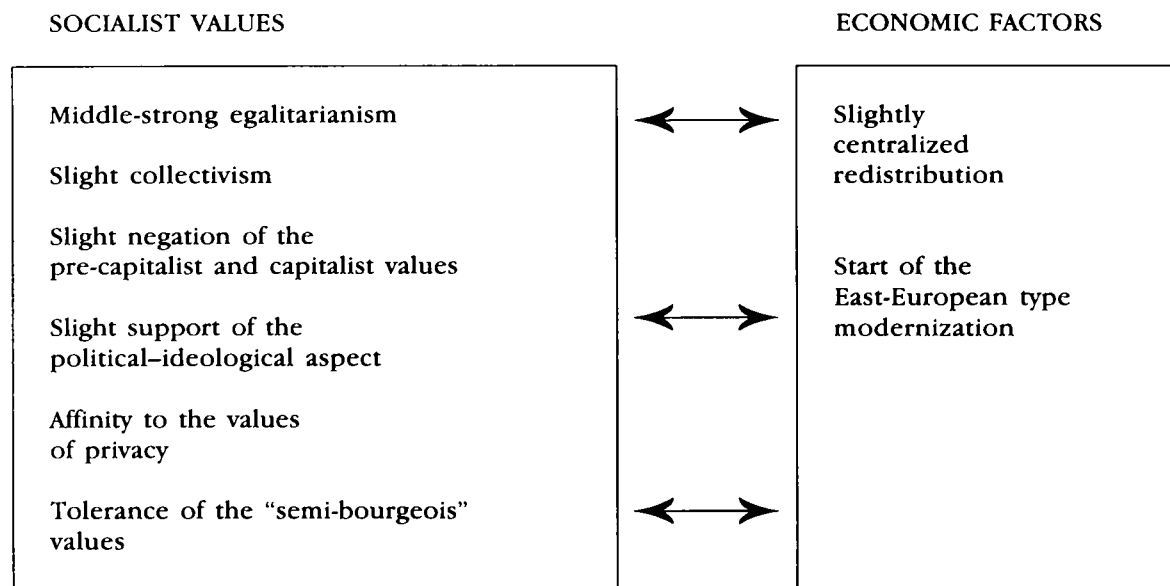 SOCIALIST VALUES
Middle-strong egalitarianism
Slight collectivism
Slight negation of the
pre-capitalist and capitalist values
Slight support of the
political–ideological aspect
Affinity to the values
of privacy
Tolerance of the “semi-bourgeois”
values
ECONOMIC FACTORS
Slightly
centralized
redistribution
Start of the
East-European type
modernization